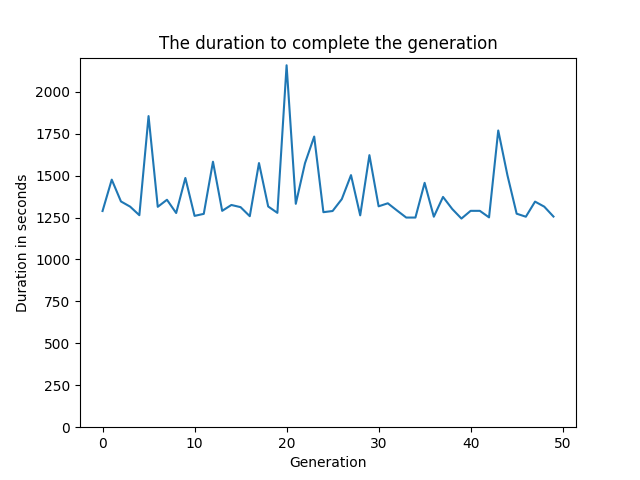 The duration to complete the generation
Duration in seconds
2000
1750
1500
1250
1000
750
500
250
0
0 10 20 30 40 50
Generation